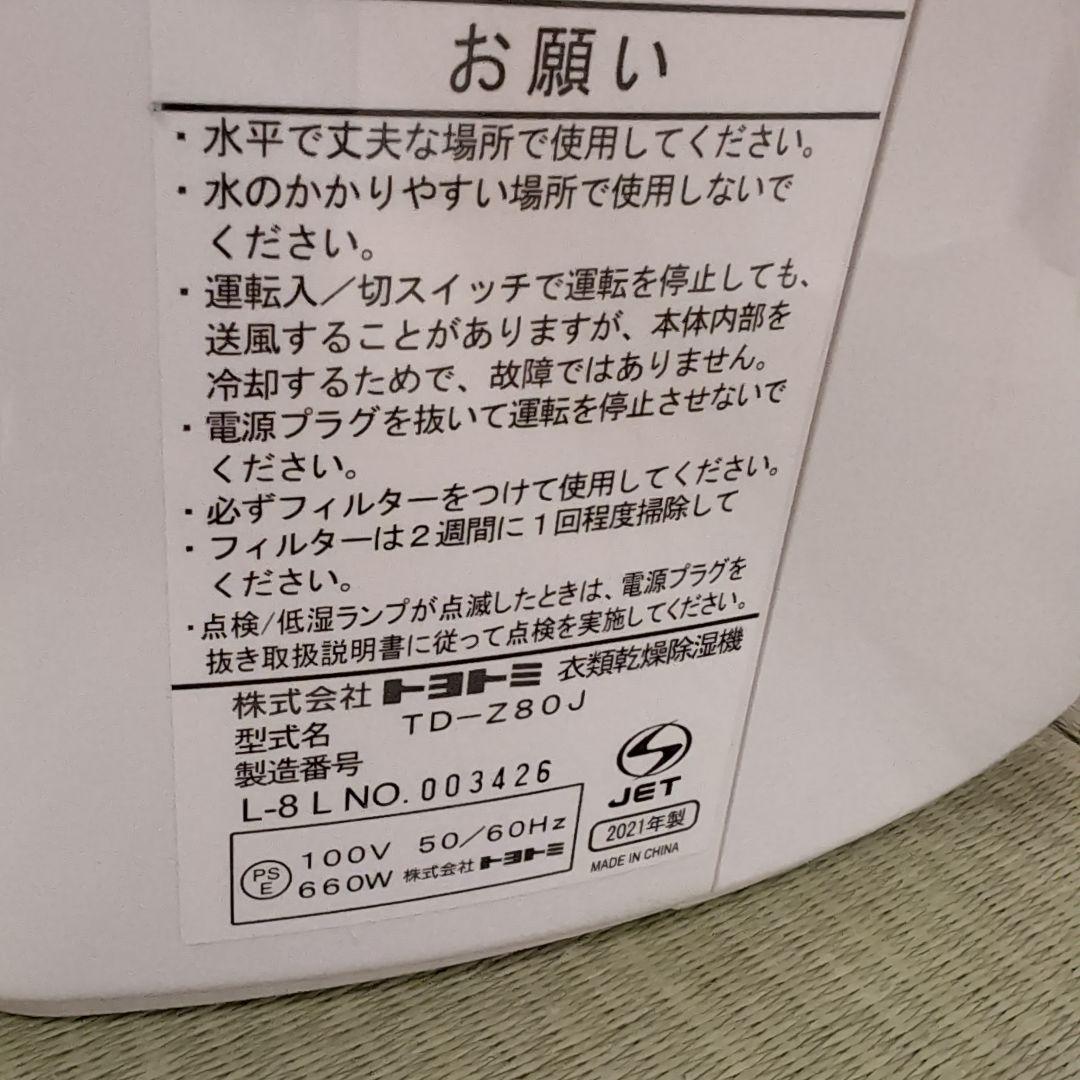 お願い
・水平で丈夫な場所で使用してください。
・水のかかりやすい場所で使用しないで
ください。
・運転入／切スイッチで運転を停止しても、
送風することがありますが、本体内部を
冷却するためで、故障ではありません。
・電源プラグを抜いて運転を停止させないで
ください。
・必ずフィルターをつけて使用してください。
・フィルターは２週間に１回程度掃除して
ください。
・点検/低湿ランプが点滅したときは、電源プラグを
抜き取扱説明書に従って点検を実施してください。
株式会社トヨトミ 衣類乾燥除湿機
型式名 TD－Z80J
製造番号
L-8 L NO. 003426
JET
PS E
100V 50／60Hz
660W 株式会社トヨトミ
2021年製
MADE IN CHINA